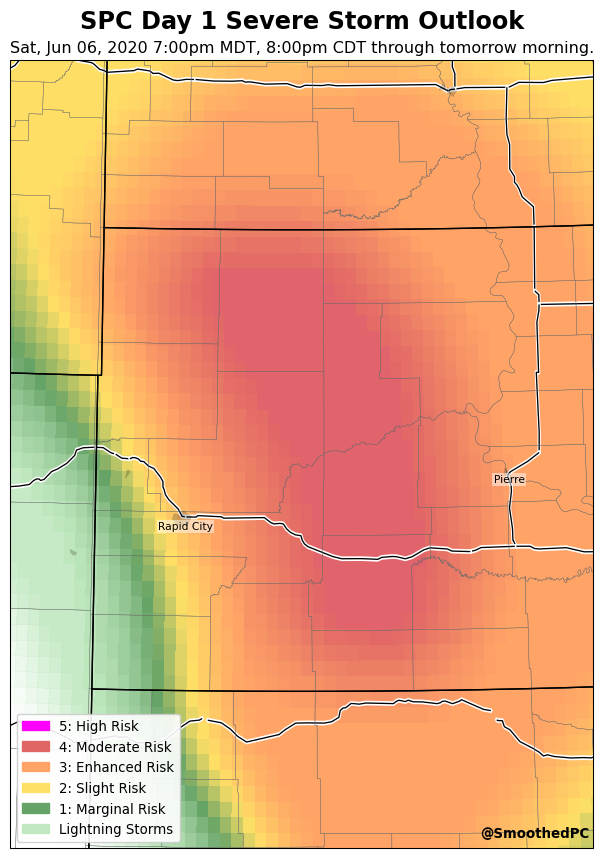 SPC Day 1 Severe Storm Outlook
Sat, Jun 06, 2020 7:00pm MDT, 8:00pm CDT through tomorrow morning.
Pierre
Rapid City
5: High Risk
4: Moderate Risk
3: Enhanced Risk
2: Slight Risk
1: Marginal Risk
Lightning Storms
@SmoothedPC